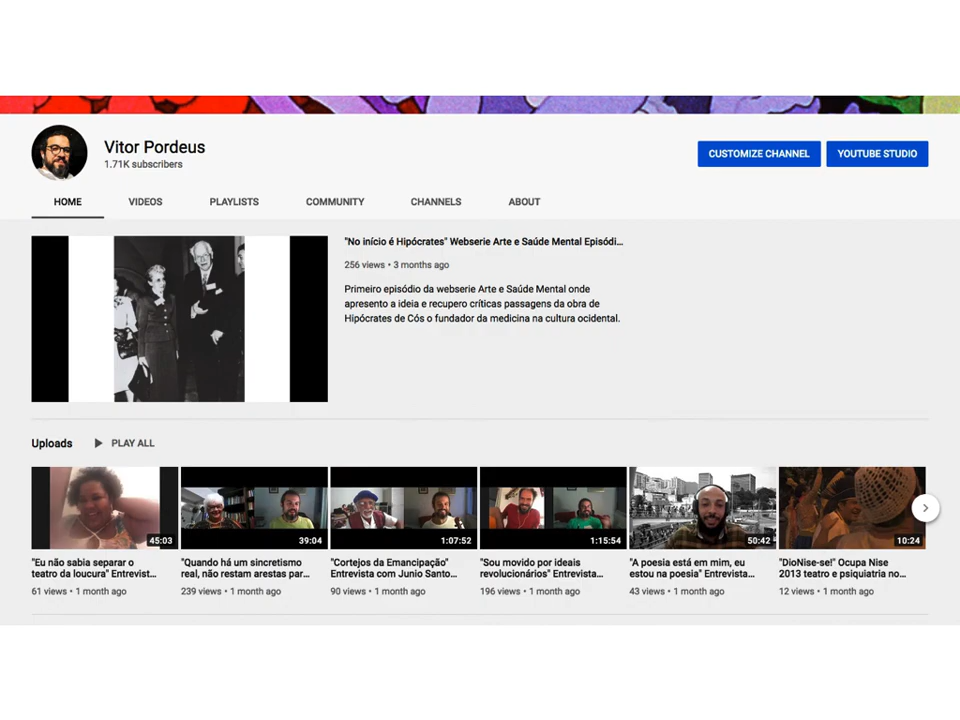 Vitor Pordeus
1.71K subscribers
CUSTOMIZE CHANNEL
YOUTUBE STUDIO
HOME
VIDEOS
PLAYLISTS
COMMUNITY
CHANNELS
ABOUT
"No início é Hipócrates" Webserie Arte e Saúde Mental Episódi...
256 views • 3 months ago
Primeiro episódio da webserie Arte e Saúde Mental onde
apresento a ideia e recupero críticas passagens da obra de
Hipócrates de Cós o fundador da medicina na cultura ocidental.
Uploads
PLAY ALL
45:03
"Eu não sabia separar o
teatro da loucura" Entrevist...
61 views • 1 month ago
39:04
"Quando há um sincretismo
real, não restam arestas par...
239 views • 1 month ago
1:07:52
"Cortejos da Emancipação"
Entrevista com Junio Santo...
90 views • 1 month ago
1:15:54
"Sou movido por ideais
revolucionários" Entrevista...
196 views • 1 month ago
50:42
"A poesia está em mim, eu
estou na poesia" Entrevista...
43 views • 1 month ago
10:24
"DioNise-se!" Ocupa Nise
2013 teatro e psiquiatria no...
12 views • 1 month ago